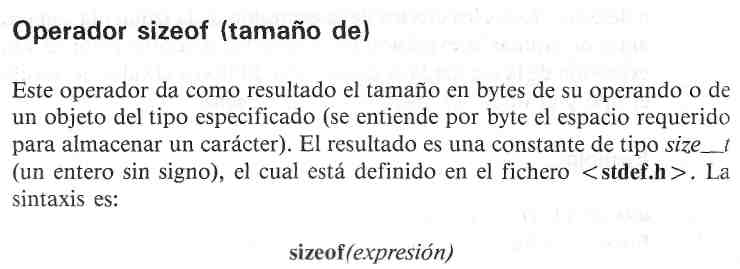 Operador sizeof (tamaño de)
Este operador da como resultado el tamaño en bytes de su operando o de
un objeto del tipo especificado (se entiende por byte el espacio requerido
para almacenar un carácter). El resultado es una constante de tipo size__t
(un entero sin signo), el cual está definido en el fichero <stdef.h>. La
sintaxis es:
sizeof(expresión)